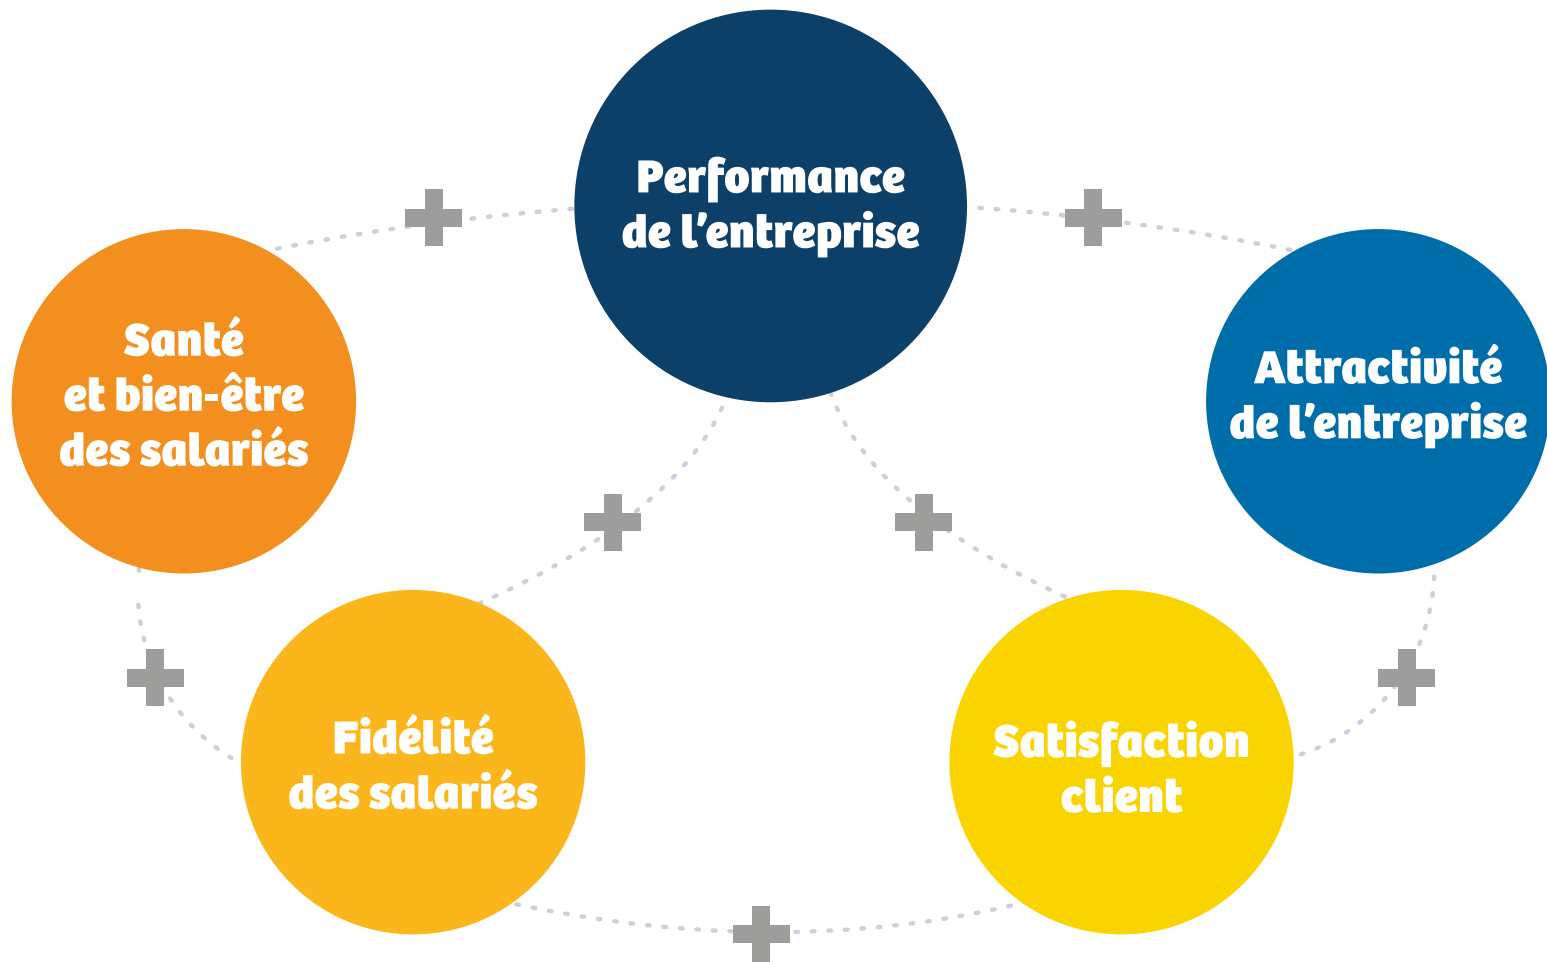 Performance
de l'entreprise
Santé
et bien-être
des salariés
Attractivité
de l'entreprise
Fidélité
des salariés
Satisfaction
client